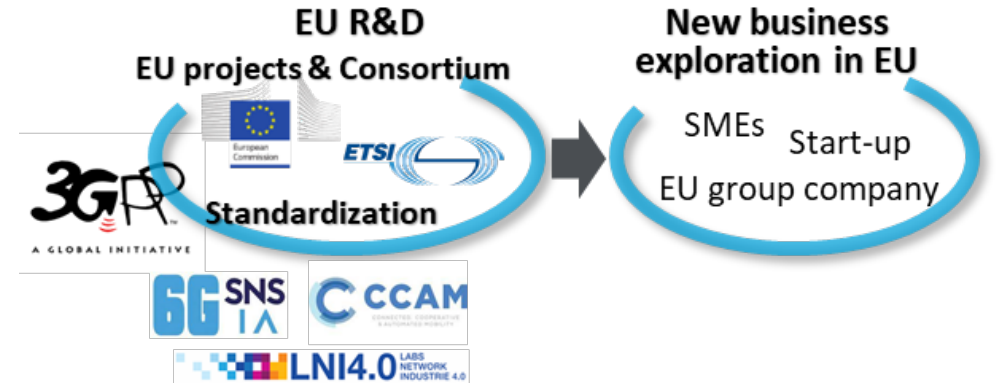 EU R&D
EU projects & Consortium
New business
exploration in EU
European
Commission
ETSI
SMEs
Start-up
EU group company
3GPP
TM
A GLOBAL INITIATIVE
Standardization
6G SNS
IA
CCAM
CONNECTED, COOPERATIVE
& AUTOMATED MOBILITY
LNI4.0
LABS
NETWORK
INDUSTRIE 4.0